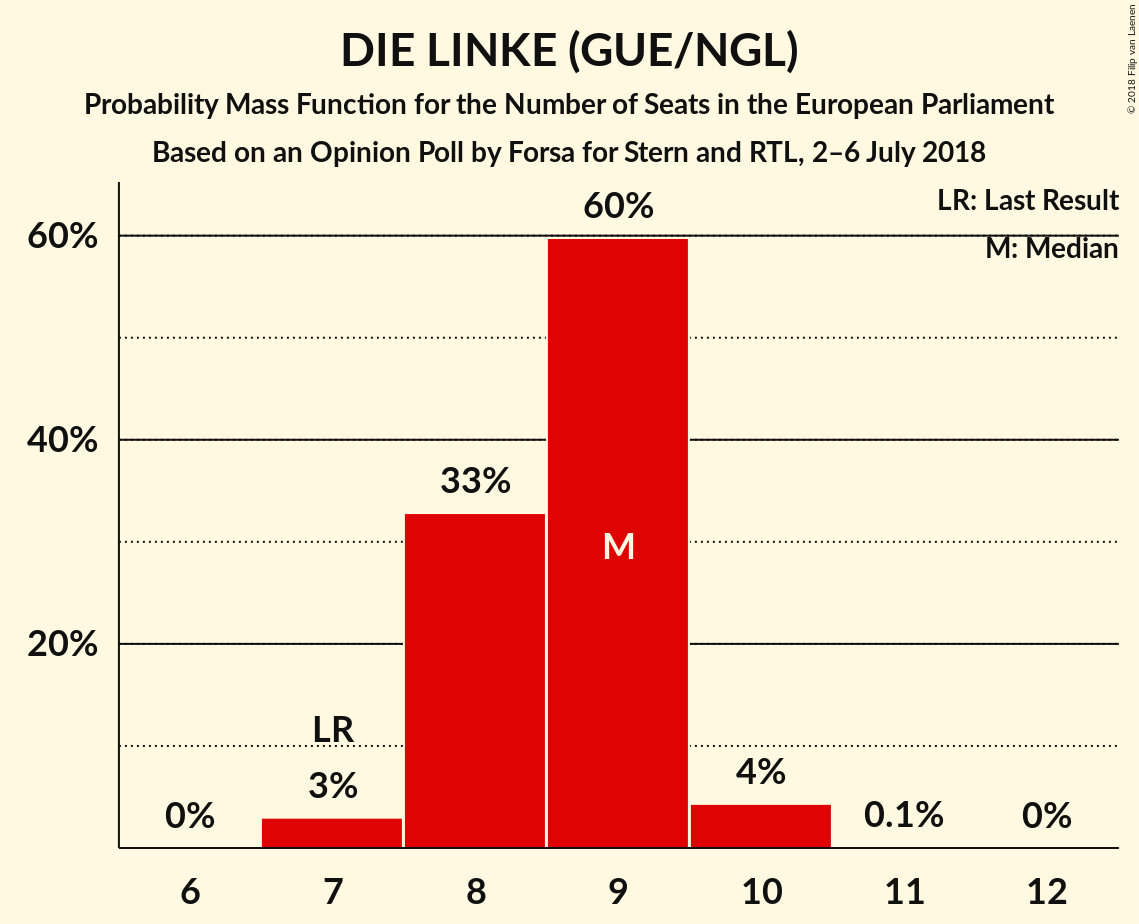 DIE LINKE (GUE/NGL)
Probability Mass Function for the Number of Seats in the European Parliament
Based on an Opinion Poll by Forsa for Stern and RTL, 2–6 July 2018
© 2018 Filip van Laenen
LR: Last Result
M: Median
60%
40%
20%
0%
LR
3%
33%
60%
M
4%
0.1%
0%
6 7 8 9 10 11 12